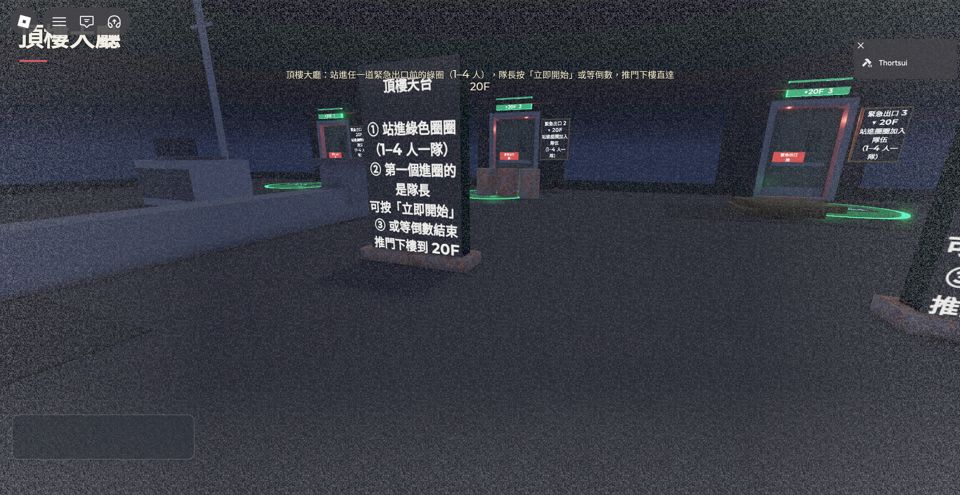 頂樓大廳
頂樓大廳：站進任一道緊急出口前的綠圈（1–4 人），隊長按「立即開始」或等倒數，推門下樓直達
20F
Thortsui
頂樓大台
① 站進綠色圈圈
（1–4 人一隊）
② 第一個進圈的
是隊長
可按「立即開始」
③ 或等倒數結束
推門下樓到 20F
20F 3
緊急出口 2
▼ 20F
站進圈圈加入
隊伍
（1–4 人一
隊）
20F 3
緊急出口 3
▼ 20F
站進圈圈加入
隊伍
（1–4 人一
隊）
可
③
推